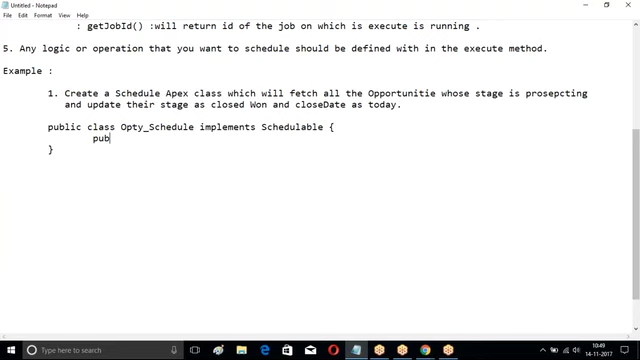 Untitled - Notepad
File Edit Format View Help
: getJobId() :will return id of the job on which is execute is running .
5. Any logic or operation that you want to schedule should be defined with in the execute method.
Example :
1. Create a Schedule Apex class which will fetch all the Opportunitie whose stage is prosepcting
and update their stage as closed Won and closeDate as today.
public class Opty_Schedule implements Schedulable {
pub
}
Type here to search
10:49
14-11-2017